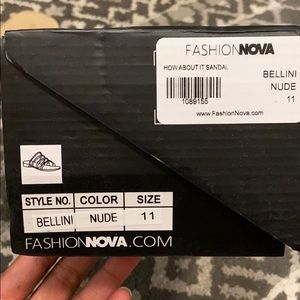 FASHIONNOVA
HOW ABOUT IT SANDAL
BELLINI
1089155
NUDE
11
www.FashionNova.com
STYLE NO. COLOR SIZE
BELLINI NUDE 11
FASHIONNOVA.COM